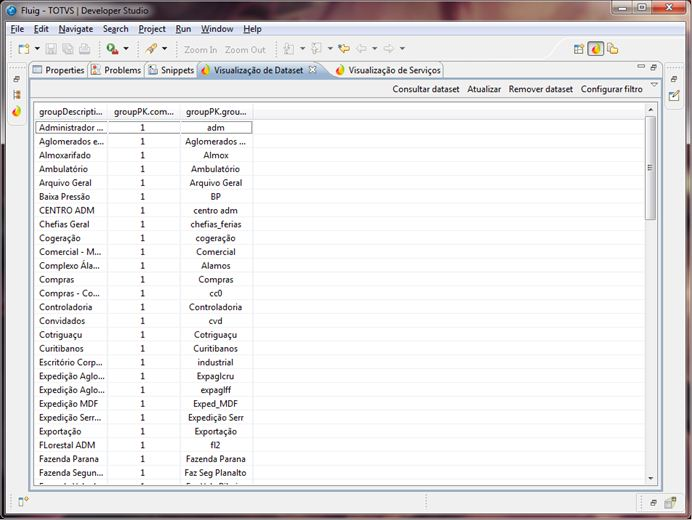 Fluig - TOTVS | Developer Studio
File Edit Navigate Search Project Run Window Help
Zoom In Zoom Out
Properties Problems Snippets Visualização de Dataset Visualização de Serviços
Consultar dataset Atualizar Remover dataset Configurar filtro
groupDescripti... groupPK.com... groupPK.grou...
Administrador ... 1 adm
Aglomerados e... 1 Aglomerados ...
Almoxarifado 1 Almox
Ambulatório 1 Ambulatório
Arquivo Geral 1 Arquivo Geral
Baixa Pressão 1 BP
CENTRO ADM 1 centro adm
Chefias Geral 1 chefias_ferias
Cogeração 1 cogeração
Comercial - M... 1 Comercial
Complexo Ála... 1 Alamos
Compras 1 Compras
Compras - Co... 1 cc0
Controladoria 1 Controladoria
Convidados 1 cvd
Cotriguaçu 1 Cotriguaçu
Curitibanos 1 Curitibanos
Escritório Corp... 1 industrial
Expedição Aglo... 1 Expaglcru
Expedição Aglo... 1 expaglff
Expedição MDF 1 Exped_MDF
Expedição Serr... 1 Expedição Serr
Exportação 1 Exportação
FLorestal ADM 1 fl2
Fazenda Parana 1 Fazenda Parana
Fazenda Segun... 1 Faz Seg Planalto